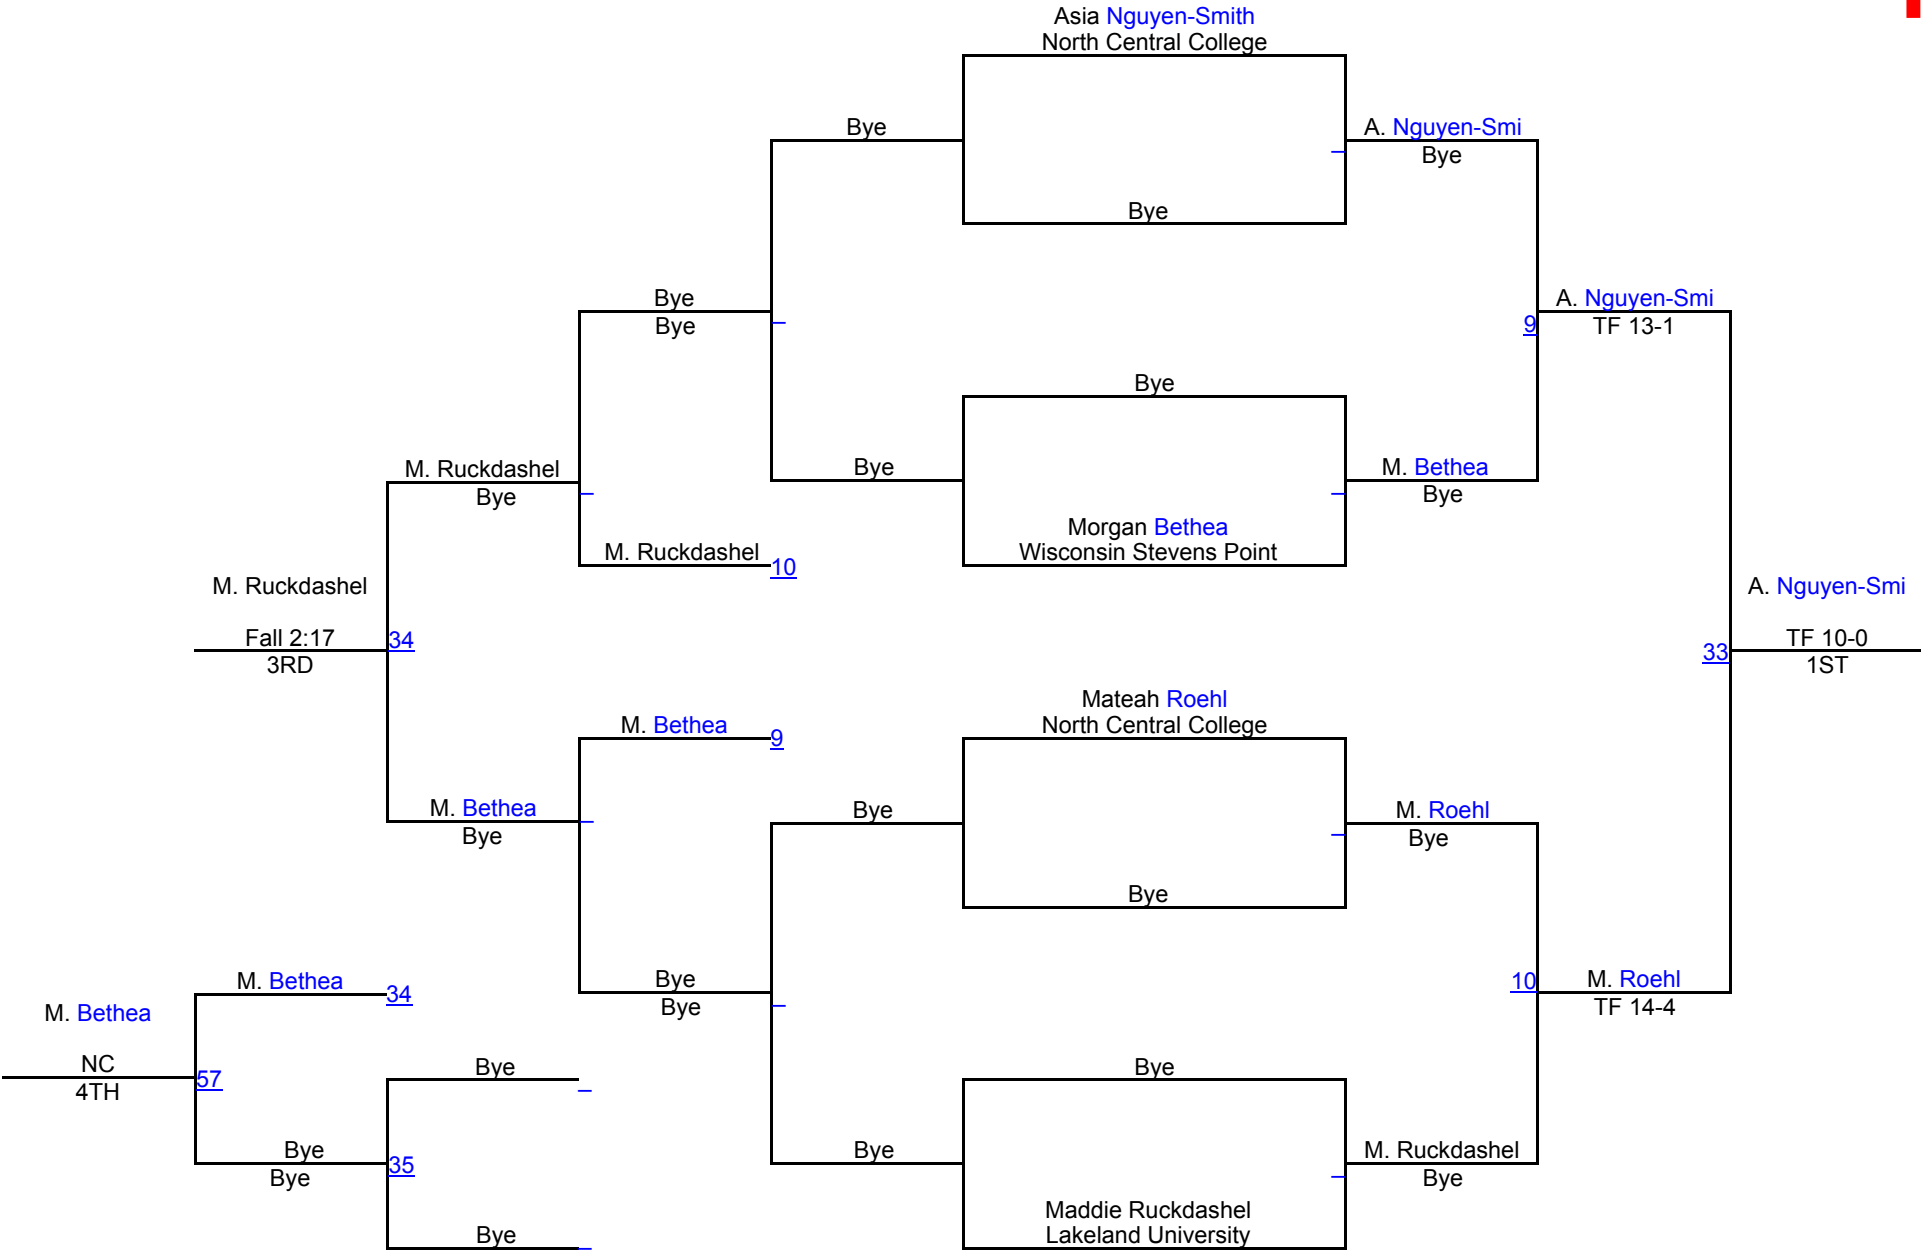 Asia Nguyen-Smith
North Central College
Bye
A. Nguyen-Smi
Bye
Bye
Bye
Bye
A. Nguyen-Smi
9
TF 13-1
Bye
M. Ruckdashel
Bye
Bye
M. Bethea
Bye
Morgan Bethea
Wisconsin Stevens Point
M. Ruckdashel
10
M. Ruckdashel
Fall 2:17
34
3RD
A. Nguyen-Smi
TF 10-0
33
1ST
Mateah Roehl
North Central College
M. Bethea
9
M. Bethea
Bye
Bye
M. Roehl
Bye
Bye
M. Bethea
34
Bye
Bye
10
M. Roehl
TF 14-4
M. Bethea
NC
57
4TH
Bye
Bye
Bye
Bye
35
Bye
Bye
M. Ruckdashel
Bye
Maddie Ruckdashel
Lakeland University
Bye